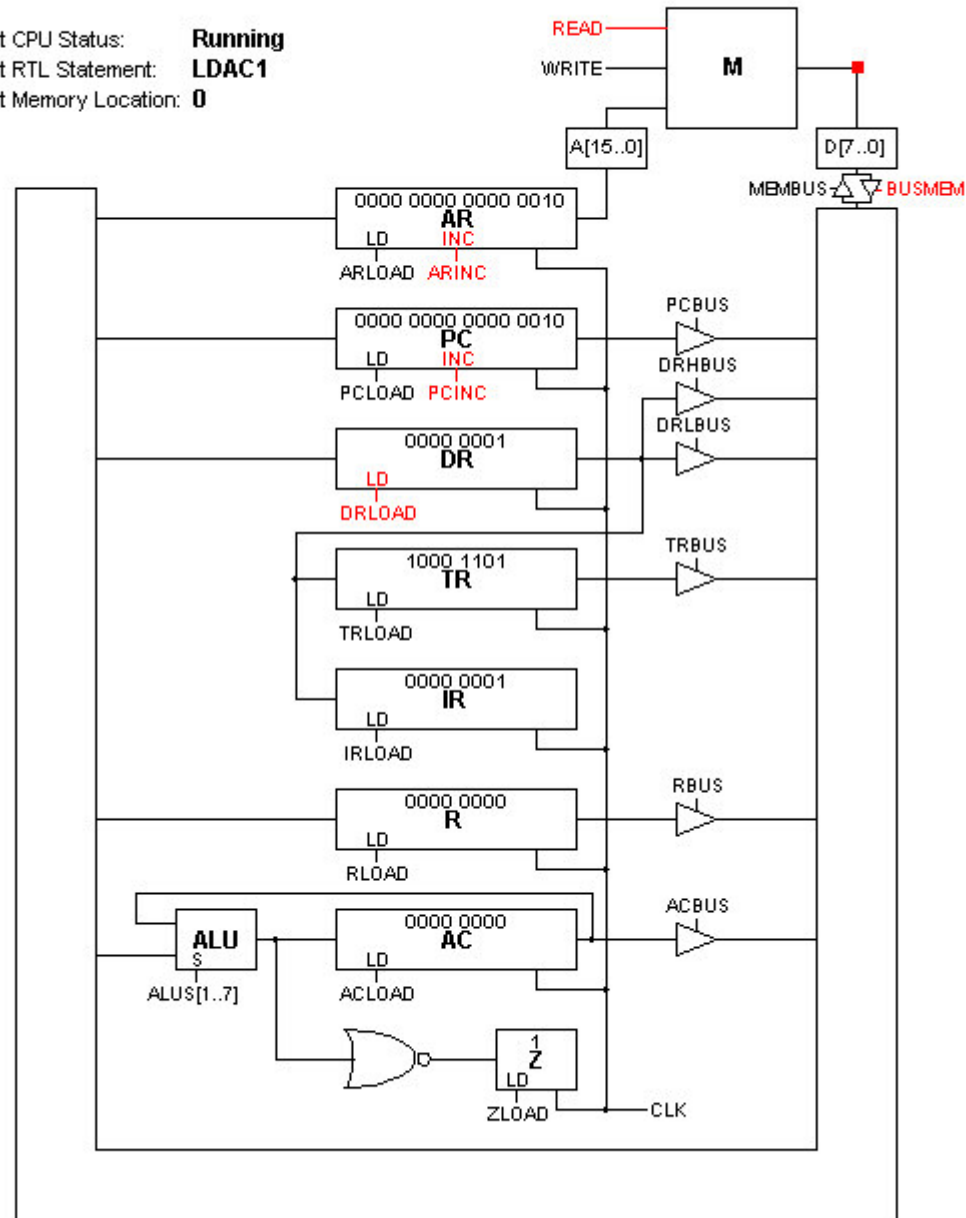 t CPU Status: Running
t RTL Statement: LDAC1
t Memory Location: 0
READ
WRITE
M
A[15..0]
D[7..0]
MEMBUS
BUSMEM
0000 0000 0000 0010
AR
LD INC
ARLOAD ARINC
0000 0000 0000 0010
PC
LD INC
PCLOAD PCINC
PCBUS
DRHBUS
DRLBUS
0000 0001
DR
LD
DRLOAD
TRBUS
1000 1101
TR
LD
TRLOAD
0000 0001
IR
LD
IRLOAD
RBUS
0000 0000
R
LD
RLOAD
ACBUS
ALU
S
ALUS[1..7]
0000 0000
AC
LD
ACLOAD
1
Z
LD
ZLOAD
CLK